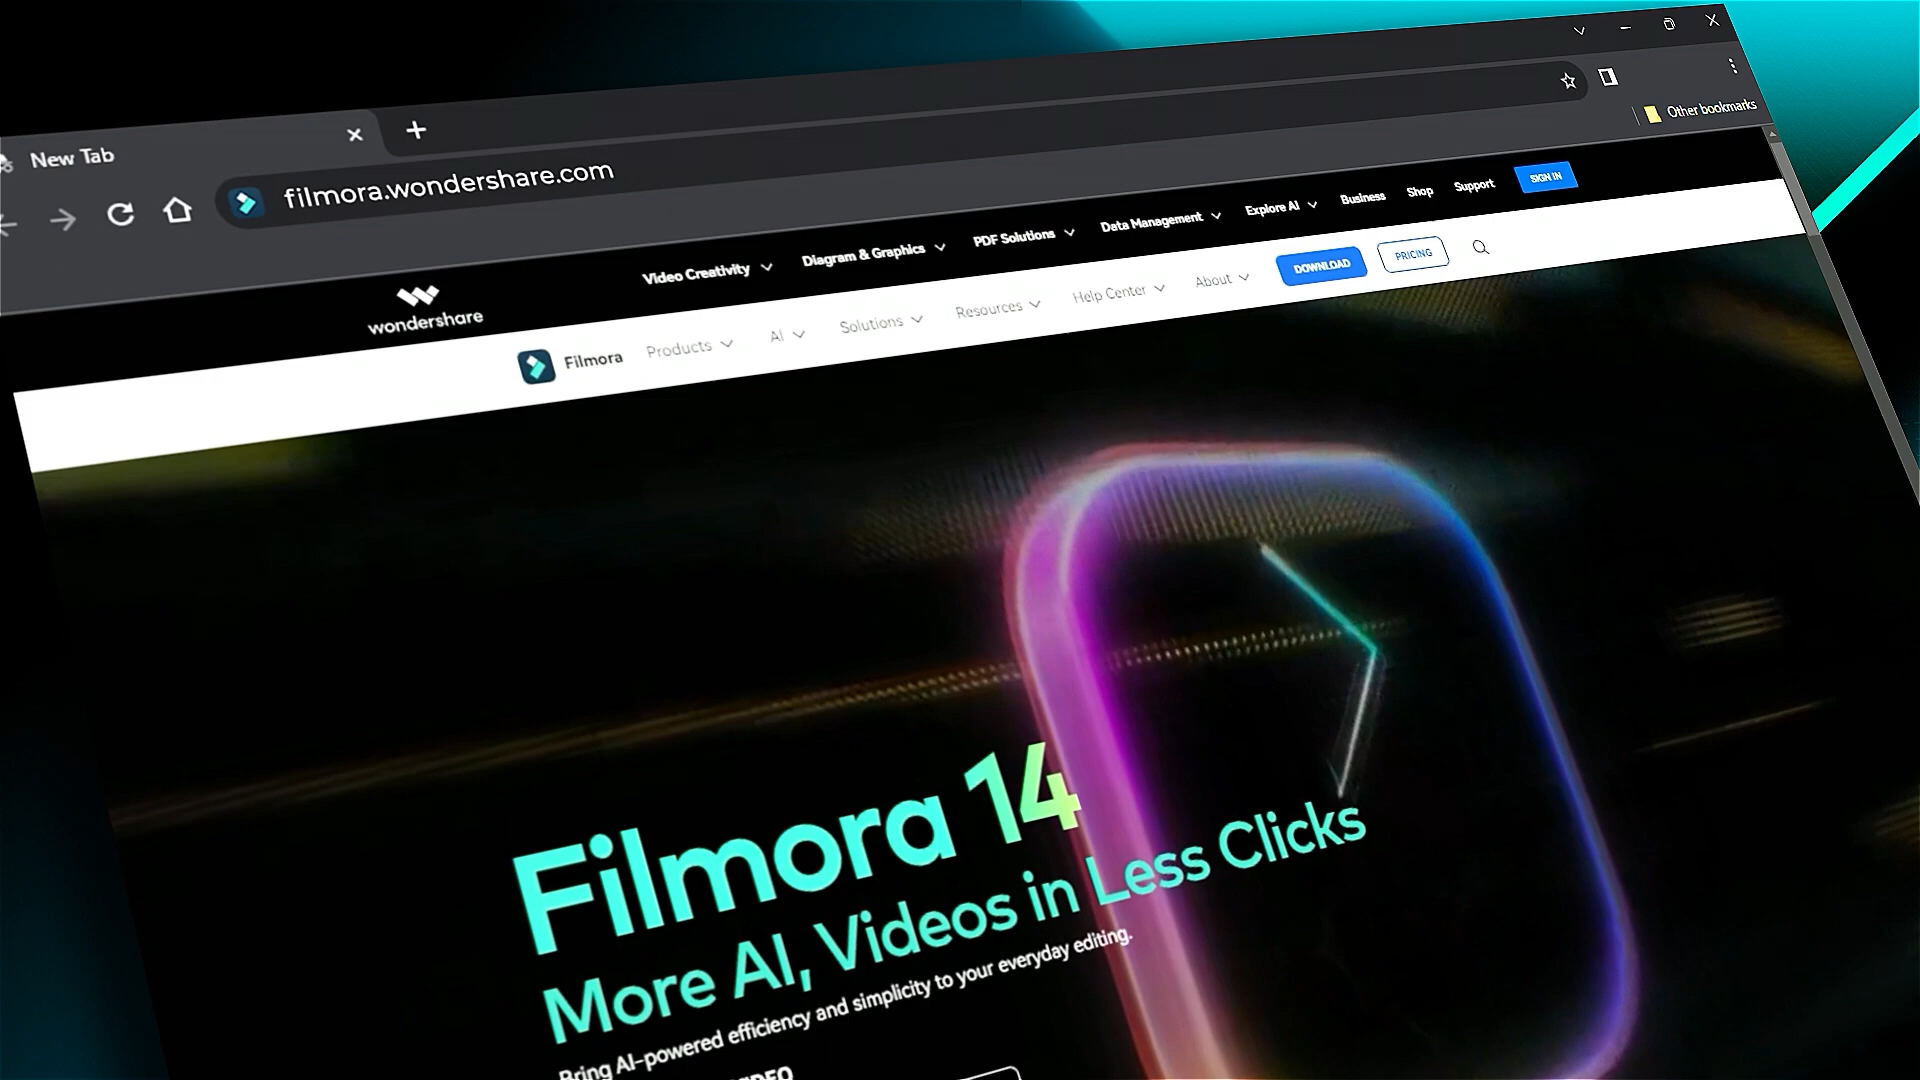 New Tab
filmora.wondershare.com
Other bookmarks
wondershare
Video Creativity
Diagram & Graphics
PDF Solutions
Data Management
Explore AI
Business
Shop
Support
SIGN IN
Filmora
Products
AI
Solutions
Resources
Help Center
About
DOWNLOAD
PRICING
Filmora 14
More AI, Videos in Less Clicks
Bring AI-powered efficiency and simplicity to your everyday editing.